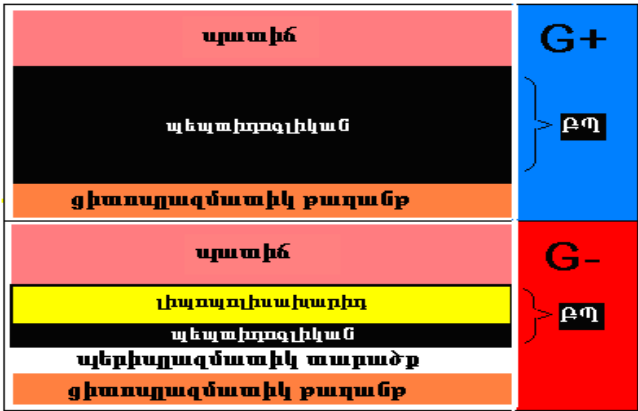 պատիճ
G+
պեպտիդոգլիկան
ԲՊ
ցիտոպլազմատիկ թաղանթ
պատիճ
G-
լիպոպոլիսախարիդ
ԲՊ
պեպտիդոգլիկան
պերիպլազմատիկ տարածք
ցիտոպլազմատիկ թաղանթ